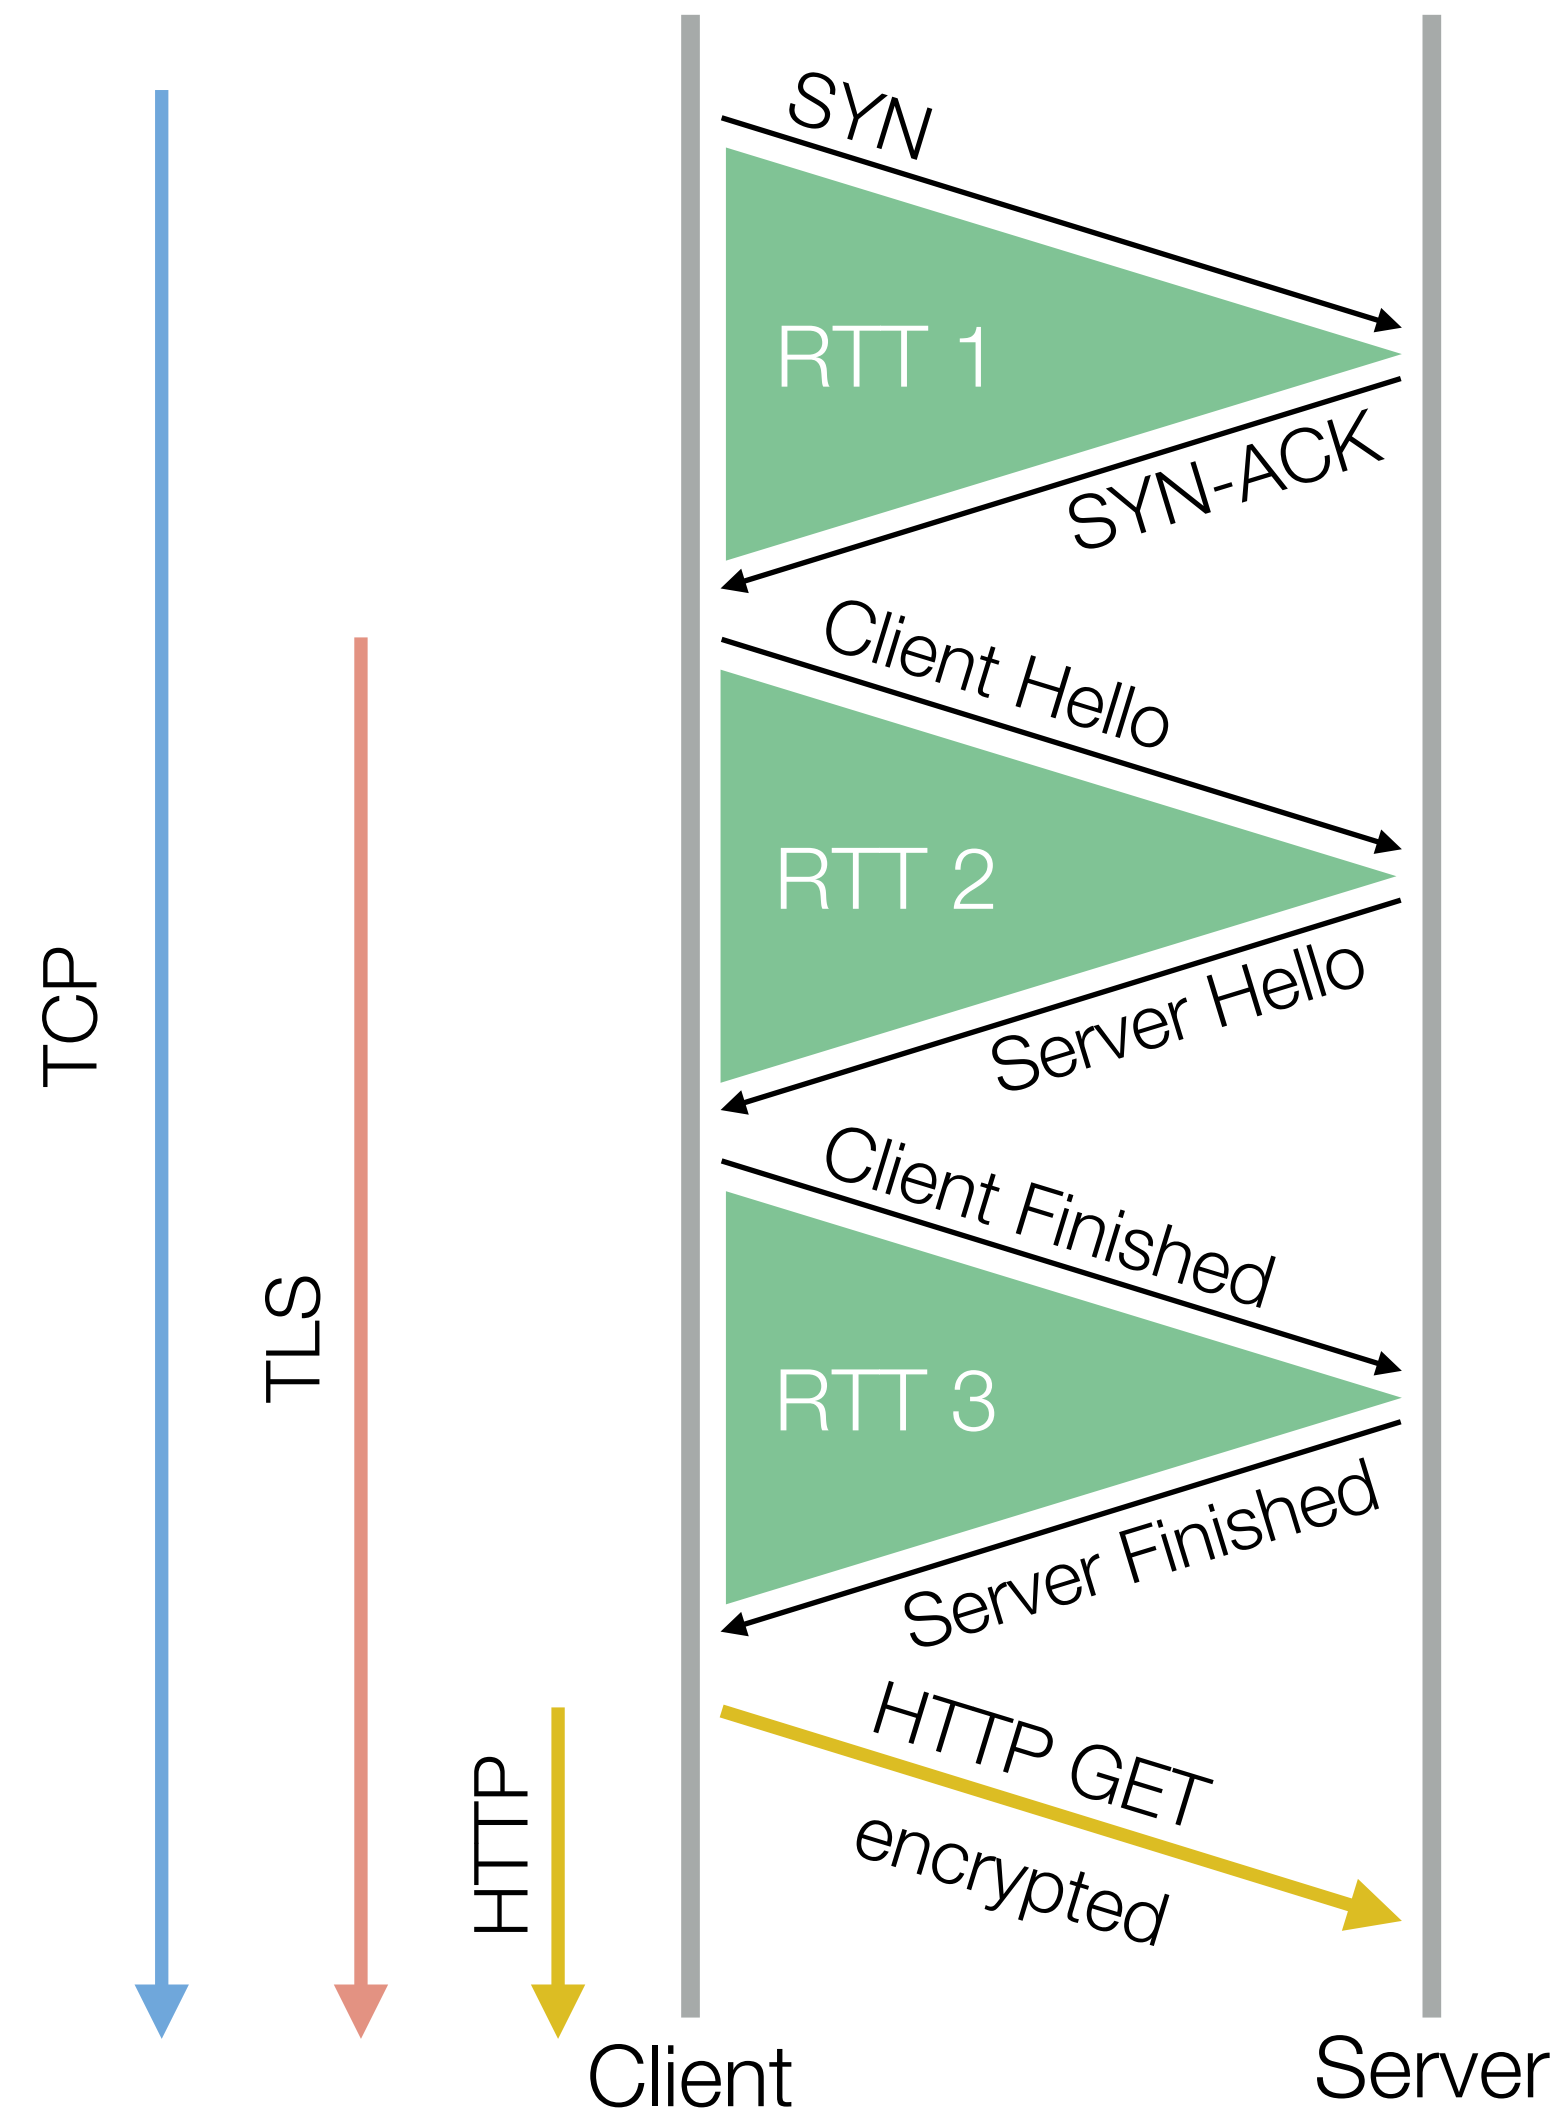 SYN
RTT 1
SYN-ACK
Client Hello
RTT 2
Server Hello
TCP
Client Finished
TLS
RTT 3
Server Finished
HTTP
HTTP GET
encrypted
Client
Server